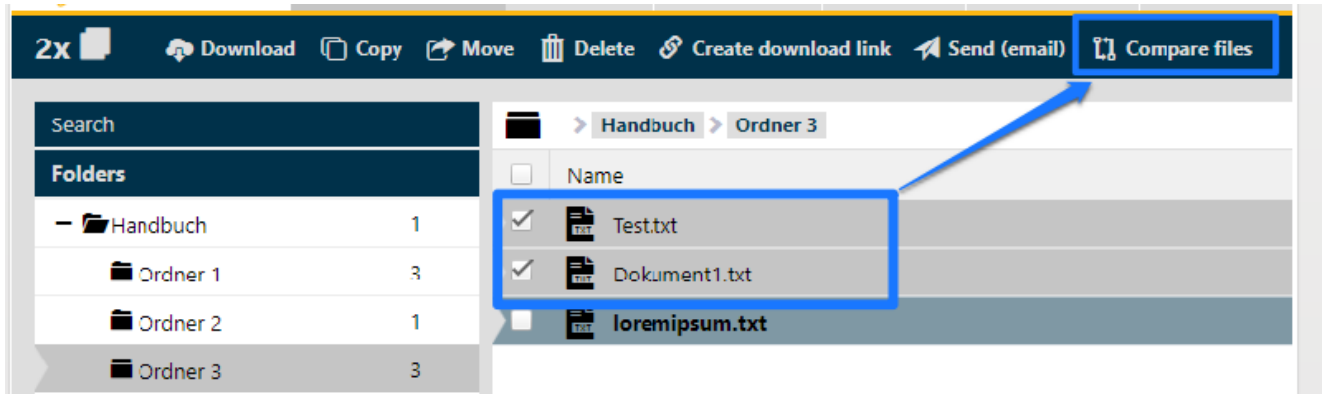 2x Download Copy Move Delete Create download link Send (email) Compare files
Search
Handbuch Ordner 3
Folders
Name
Handbuch 1
Test.txt
Ordner 1 3
Dokument1.txt
Ordner 2 1
loremipsum.txt
Ordner 3 3